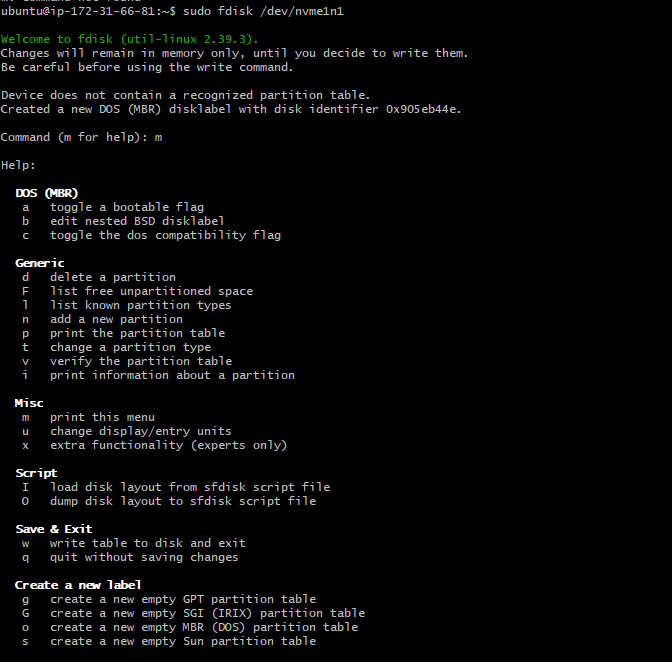 ubuntu@ip-172-31-66-81:~$ sudo fdisk /dev/nvme1n1
Welcome to fdisk (util-linux 2.39.3).
Changes will remain in memory only, until you decide to write them.
Be careful before using the write command.
Device does not contain a recognized partition table.
Created a new DOS (MBR) disklabel with disk identifier 0x905eb44e.
Command (m for help): m
Help:
DOS (MBR)
a   toggle a bootable flag
b   edit nested BSD disklabel
c   toggle the dos compatibility flag
Generic
d   delete a partition
F   list free unpartitioned space
l   list known partition types
n   add a new partition
p   print the partition table
t   change a partition type
v   verify the partition table
i   print information about a partition
Misc
m   print this menu
u   change display/entry units
x   extra functionality (experts only)
Script
I   load disk layout from sfdisk script file
O   dump disk layout to sfdisk script file
Save & Exit
w   write table to disk and exit
q   quit without saving changes
Create a new label
g   create a new empty GPT partition table
G   create a new empty SGI (IRIX) partition table
o   create a new empty MBR (DOS) partition table
s   create a new empty Sun partition table